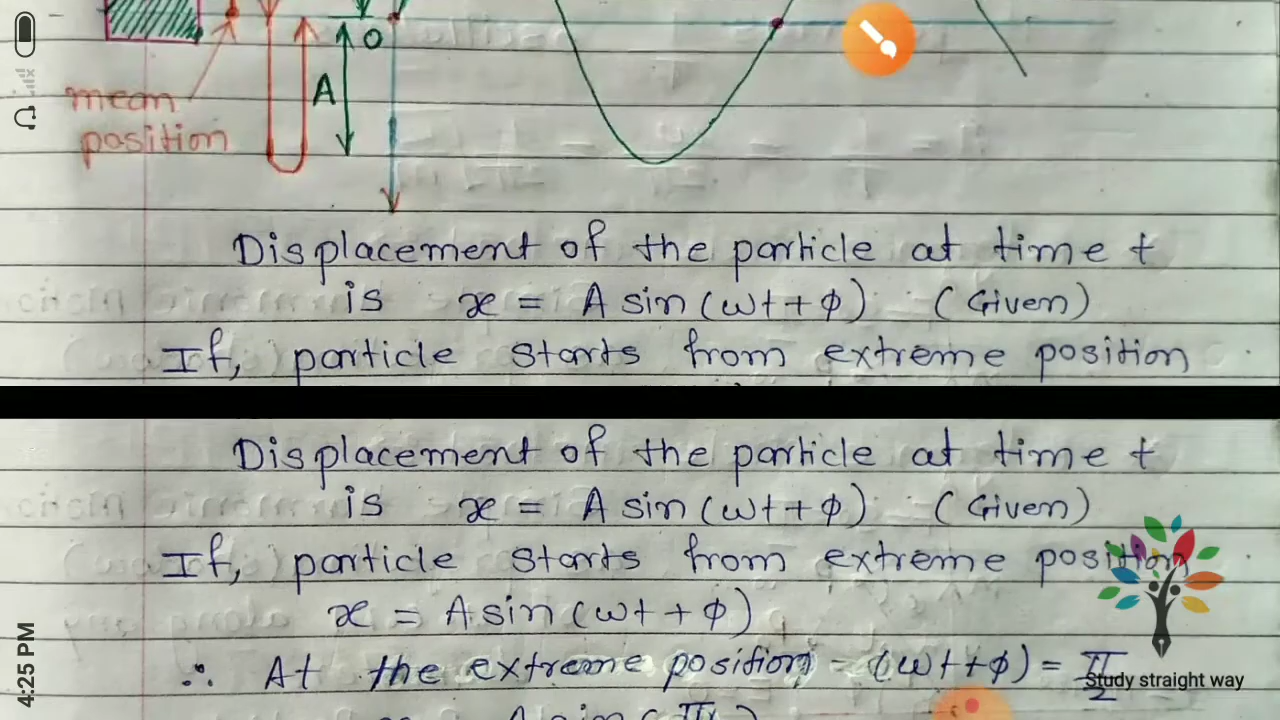 O
A
mean
position
Displacement of the particle at time t
is x = A sin (ωt + ϕ) (Given)
If, particle starts from extreme position
Displacement of the particle at time t
is x = A sin (ωt + ϕ) (Given)
If, particle starts from extreme position
x = A sin (ωt + ϕ)
∴ At the extreme position - (ωt + ϕ) = π/2
Study straight way
4:25 PM